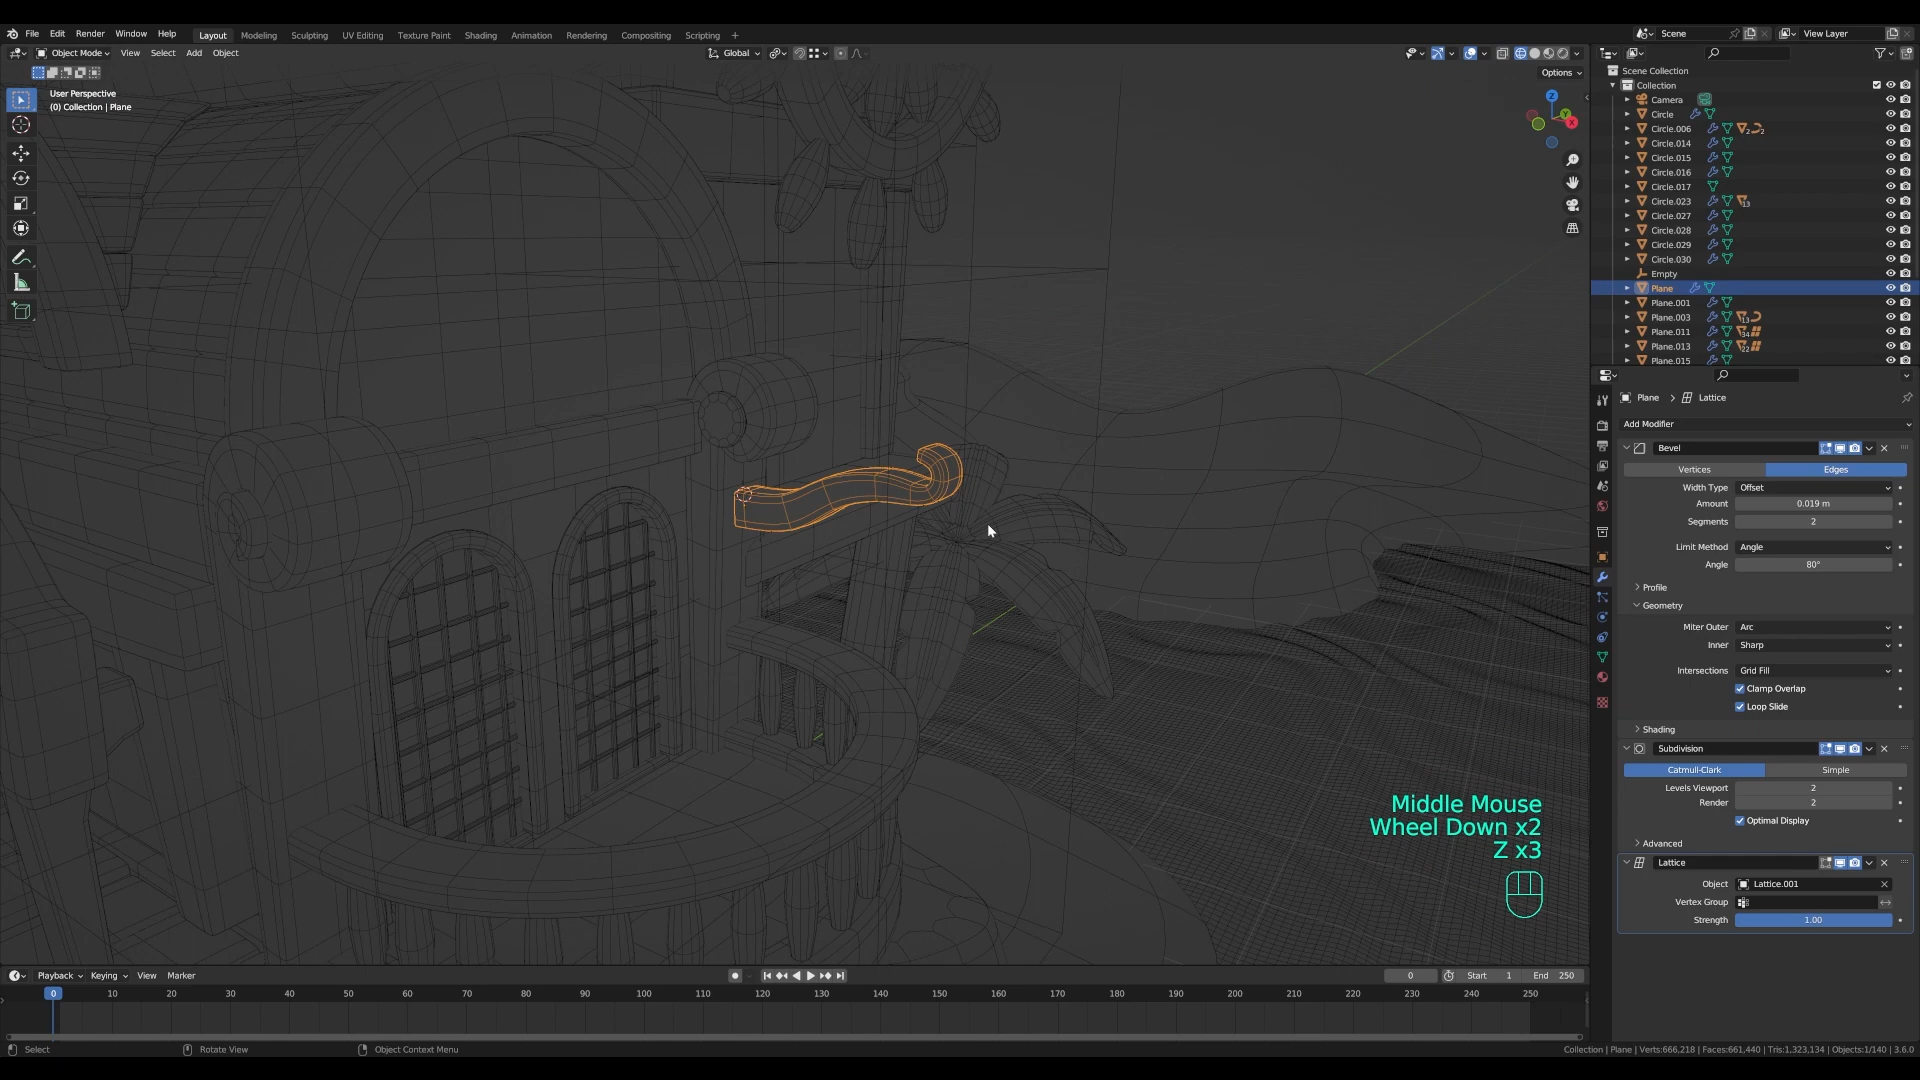 File Edit Render Window Help Layout Modeling Sculpting UV Editing Texture Paint Shading Animation Rendering Compositing Scripting + Scene View Layer
Object Mode View Select Add Object Global
Options
User Perspective
(0) Collection | Plane
Z
Y
X
Scene Collection
Collection
Camera
Circle
Circle.006 2 2
Circle.014
Circle.015
Circle.016
Circle.017
Circle.023 13
Circle.027
Circle.028
Circle.029
Circle.030
Empty
Plane
Plane.001
Plane.003 13
Plane.011 34
Plane.013 22
Plane.015
Plane > Lattice
Add Modifier
Bevel
Vertices Edges
Width Type Offset
Amount 0.019 m
Segments 2
Limit Method Angle
Angle 80°
Profile
Geometry
Miter Outer Arc
Inner Sharp
Intersections Grid Fill
Clamp Overlap
Loop Slide
Shading
Subdivision
Catmull-Clark Simple
Levels Viewport 2
Render 2
Optimal Display
Advanced
Lattice
Object Lattice.001
Vertex Group
Strength 1.00
Middle Mouse
Wheel Down x2
Z x3
Playback Keying View Marker 0 Start 1 End 250
0 10 20 30 40 50 60 70 80 90 100 110 120 130 140 150 160 170 180 190 200 210 220 230 240 250
Select Rotate View Object Context Menu Collection | Plane | Verts:666,218 | Faces:661,440 | Tris:1,323,134 | Objects:1/140 | 3.6.0